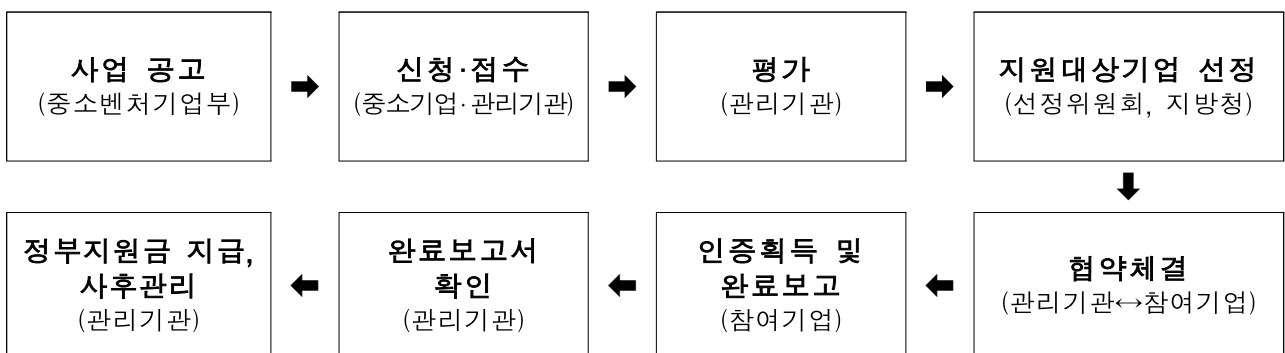 사업 공고
(중소벤처기업부)
신청·접수
(중소기업·관리기관)
평가
(관리기관)
지원대상기업 선정
(선정위원회, 지방청)
협약체결
(관리기관↔참여기업)
인증획득 및
완료보고
(참여기업)
완료보고서
확인
(관리기관)
정부지원금 지급,
사후관리
(관리기관)